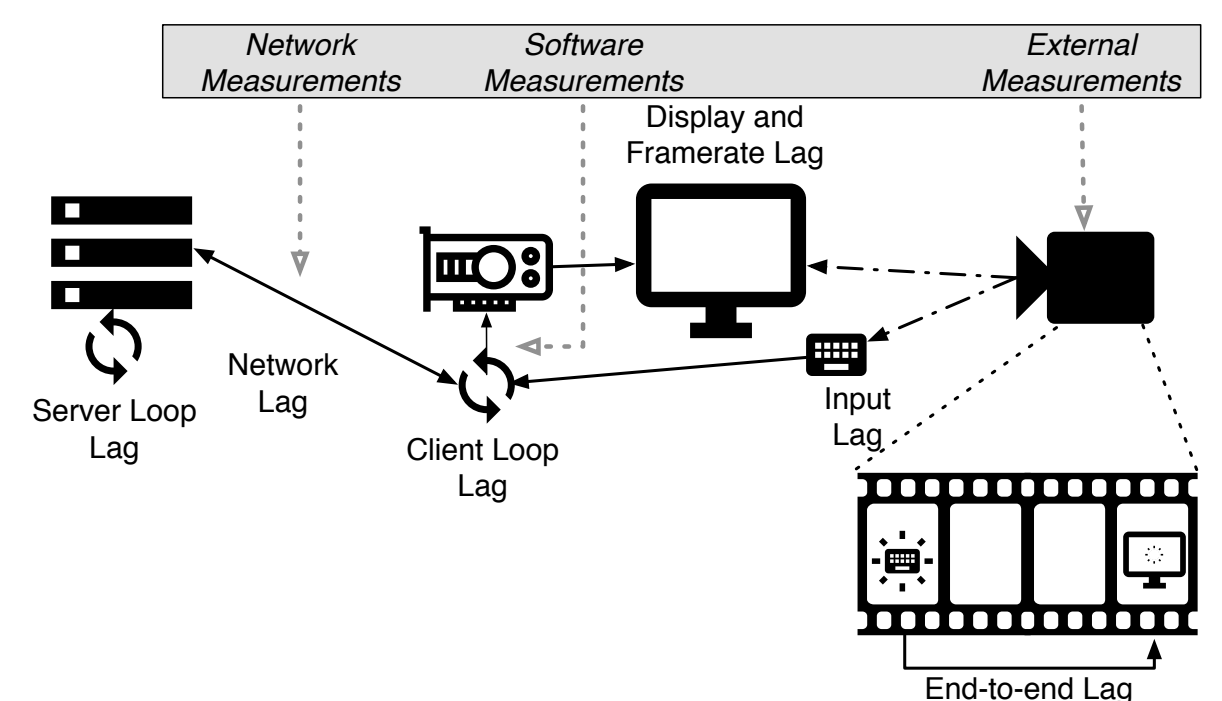 Network
Measurements
Software
Measurements
External
Measurements
Display and
Framerate Lag
Network
Lag
Server Loop
Lag
Client Loop
Lag
Input
Lag
End-to-end Lag